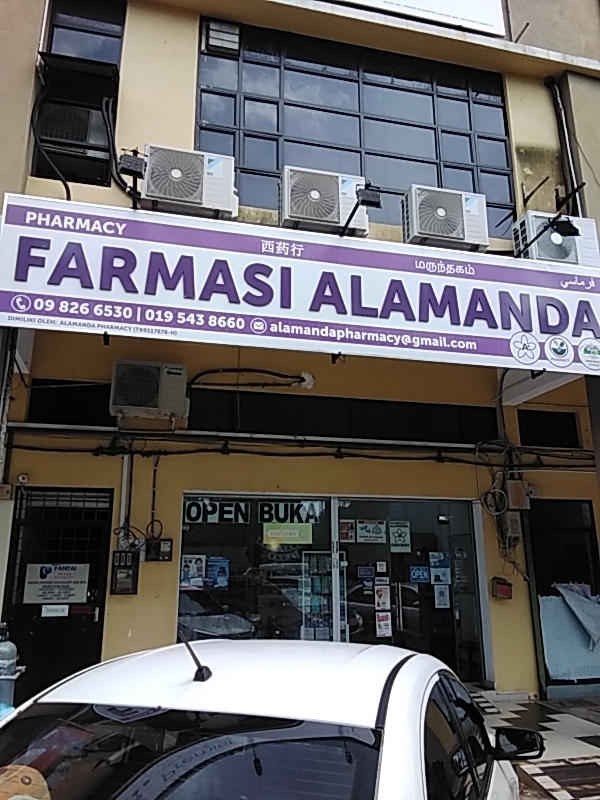 PHARMACY
西药行
மருந்தகம்
فرماسي
FARMASI ALAMANDA
09 826 6530 | 019 543 8660 alamandapharmacy@gmail.com
DIMILIKI OLEH: ALAMANDA PHARMACY
OPEN BUKA
PANTAI
OPEN